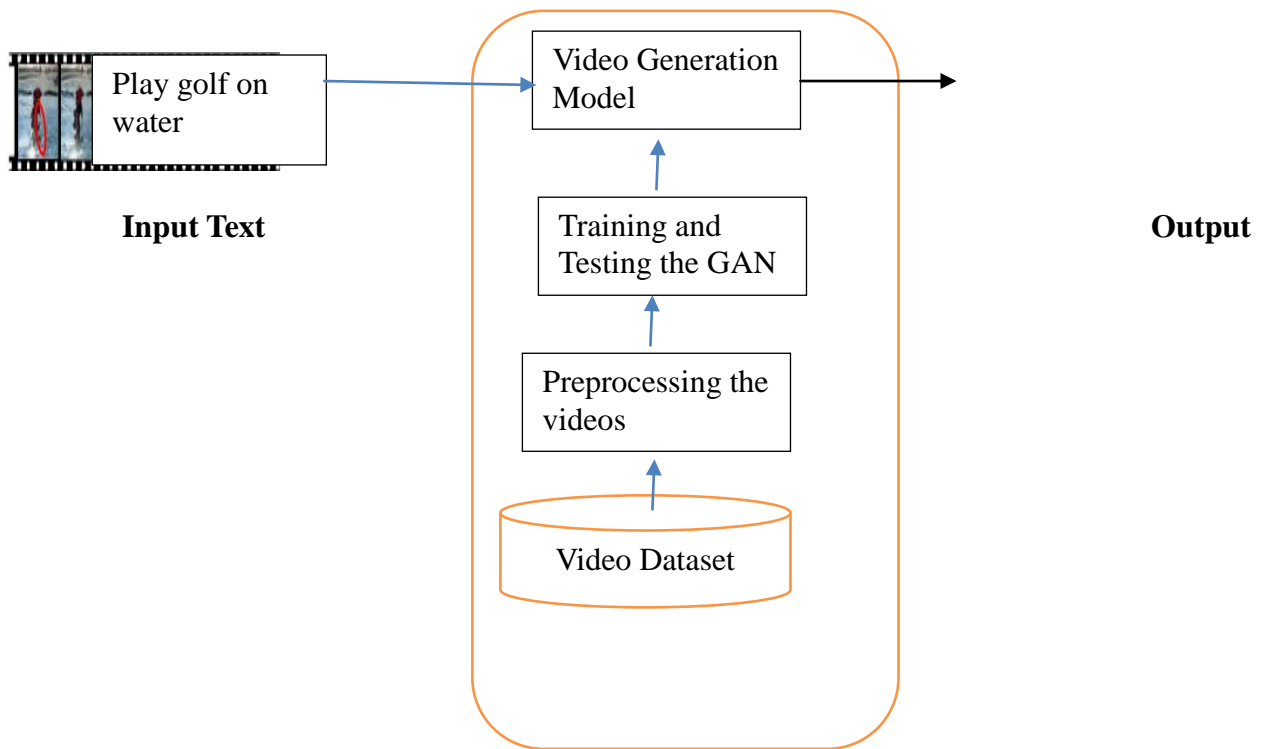 Play golf on
water
Video Generation
Model
Input Text
Training and
Testing the GAN
Output
Preprocessing the
videos
Video Dataset